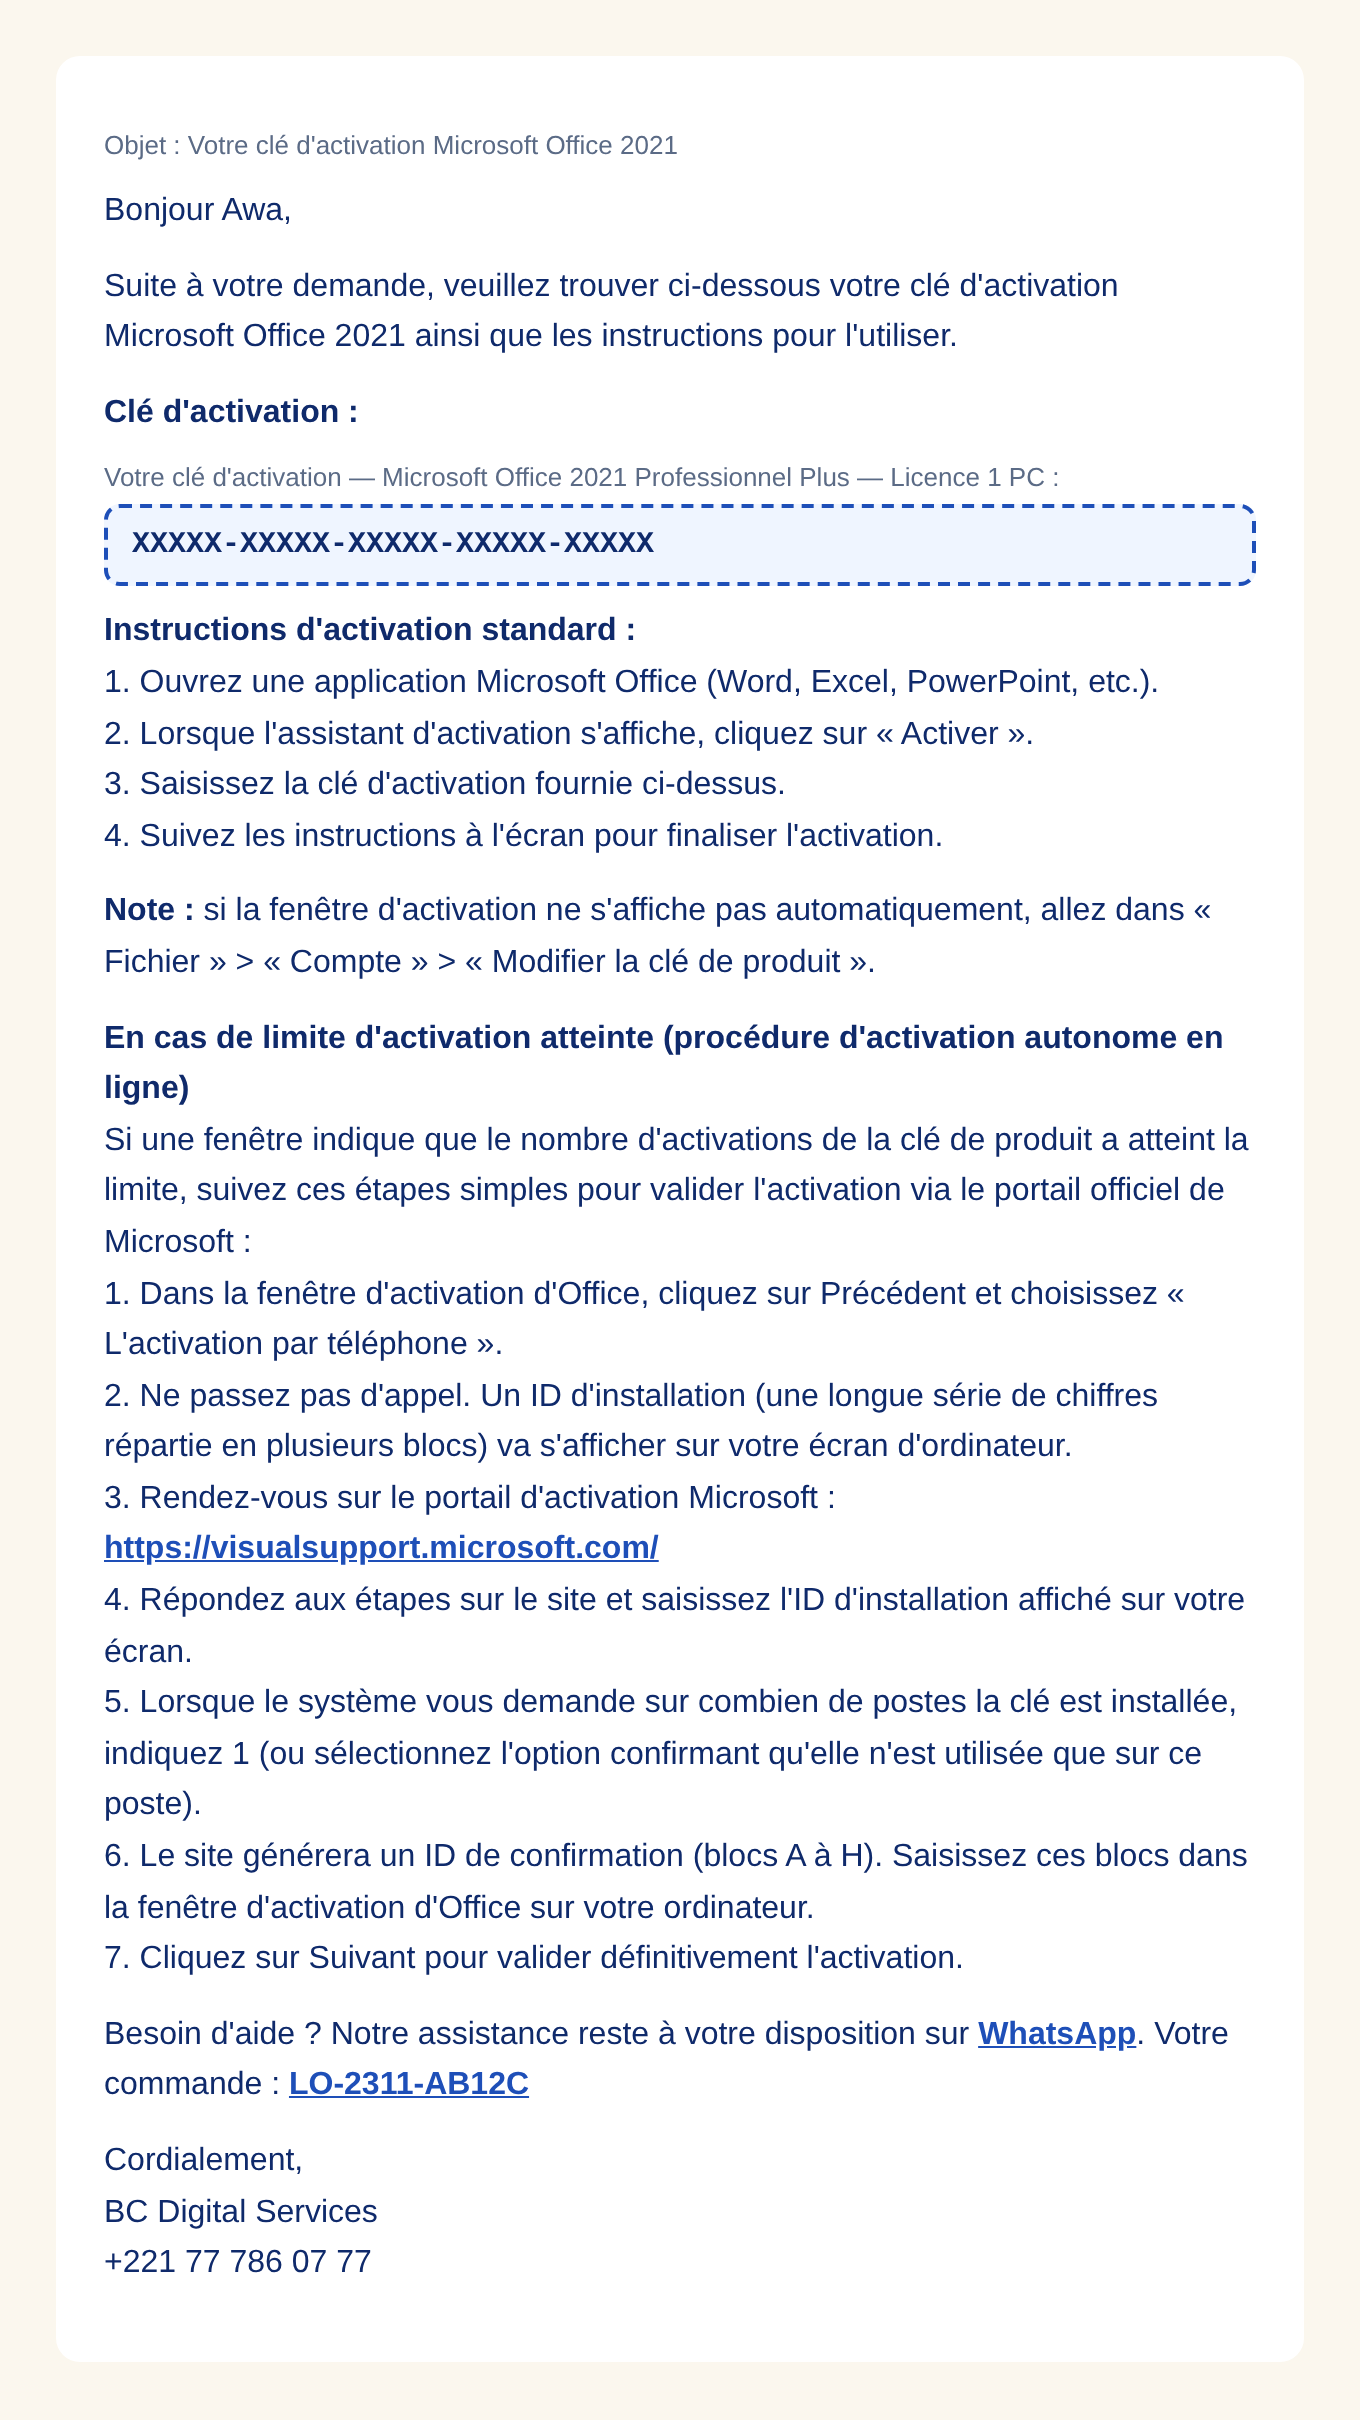 Objet : Votre clé d'activation Microsoft Office 2021
Bonjour Awa,
Suite à votre demande, veuillez trouver ci-dessous votre clé d'activation
Microsoft Office 2021 ainsi que les instructions pour l'utiliser.
Clé d'activation :
Votre clé d'activation — Microsoft Office 2021 Professionnel Plus — Licence 1 PC :
XXXXX-XXXXX-XXXXX-XXXXX-XXXXX
Instructions d'activation standard :
1. Ouvrez une application Microsoft Office (Word, Excel, PowerPoint, etc.).
2. Lorsque l'assistant d'activation s'affiche, cliquez sur « Activer ».
3. Saisissez la clé d'activation fournie ci-dessus.
4. Suivez les instructions à l'écran pour finaliser l'activation.
Note : si la fenêtre d'activation ne s'affiche pas automatiquement, allez dans «
Fichier » > « Compte » > « Modifier la clé de produit ».
En cas de limite d'activation atteinte (procédure d'activation autonome en
ligne)
Si une fenêtre indique que le nombre d'activations de la clé de produit a atteint la
limite, suivez ces étapes simples pour valider l'activation via le portail officiel de
Microsoft :
1. Dans la fenêtre d'activation d'Office, cliquez sur Précédent et choisissez «
L'activation par téléphone ».
2. Ne passez pas d'appel. Un ID d'installation (une longue série de chiffres
répartie en plusieurs blocs) va s'afficher sur votre écran d'ordinateur.
3. Rendez-vous sur le portail d'activation Microsoft :
https://visualsupport.microsoft.com/
4. Répondez aux étapes sur le site et saisissez l'ID d'installation affiché sur votre
écran.
5. Lorsque le système vous demande sur combien de postes la clé est installée,
indiquez 1 (ou sélectionnez l'option confirmant qu'elle n'est utilisée que sur ce
poste).
6. Le site générera un ID de confirmation (blocs A à H). Saisissez ces blocs dans
la fenêtre d'activation d'Office sur votre ordinateur.
7. Cliquez sur Suivant pour valider définitivement l'activation.
Besoin d'aide ? Notre assistance reste à votre disposition sur WhatsApp. Votre
commande : LO-2311-AB12C
Cordialement,
BC Digital Services
+221 77 786 07 77